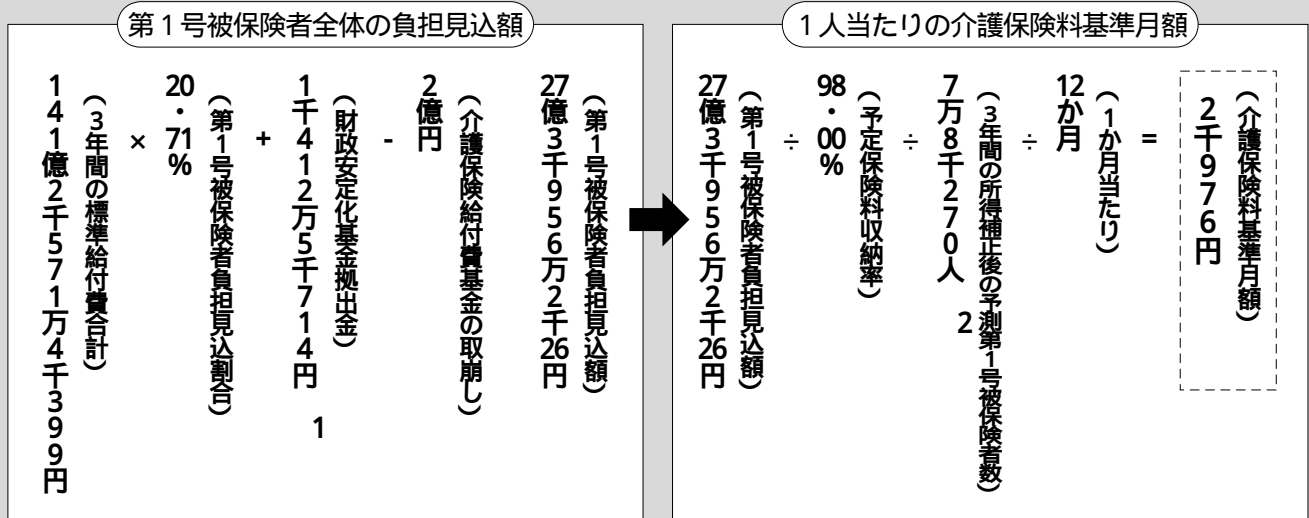 第1号被保険者全体の負担見込額
141億2千571万4千399円
(3年間の標準給付費合計)
×
20・71%
(第1号被保険者負担見込割合)
+
1千412万5千714円 1
(財政安定化基金拠出金)
-
2億円
(介護保険給付費基金の取崩し)
27億3千956万2千26円
(第1号被保険者負担見込額)
1人当たりの介護保険料基準月額
27億3千956万2千26円
(第1号被保険者負担見込額)
÷
98・00%
(予定保険料収納率)
÷
7万8千270人 2
(3年間の所得補正後の予測第1号被保険者数)
÷
12か月
(1か月当たり)
=
2千976円
(介護保険料基準月額)